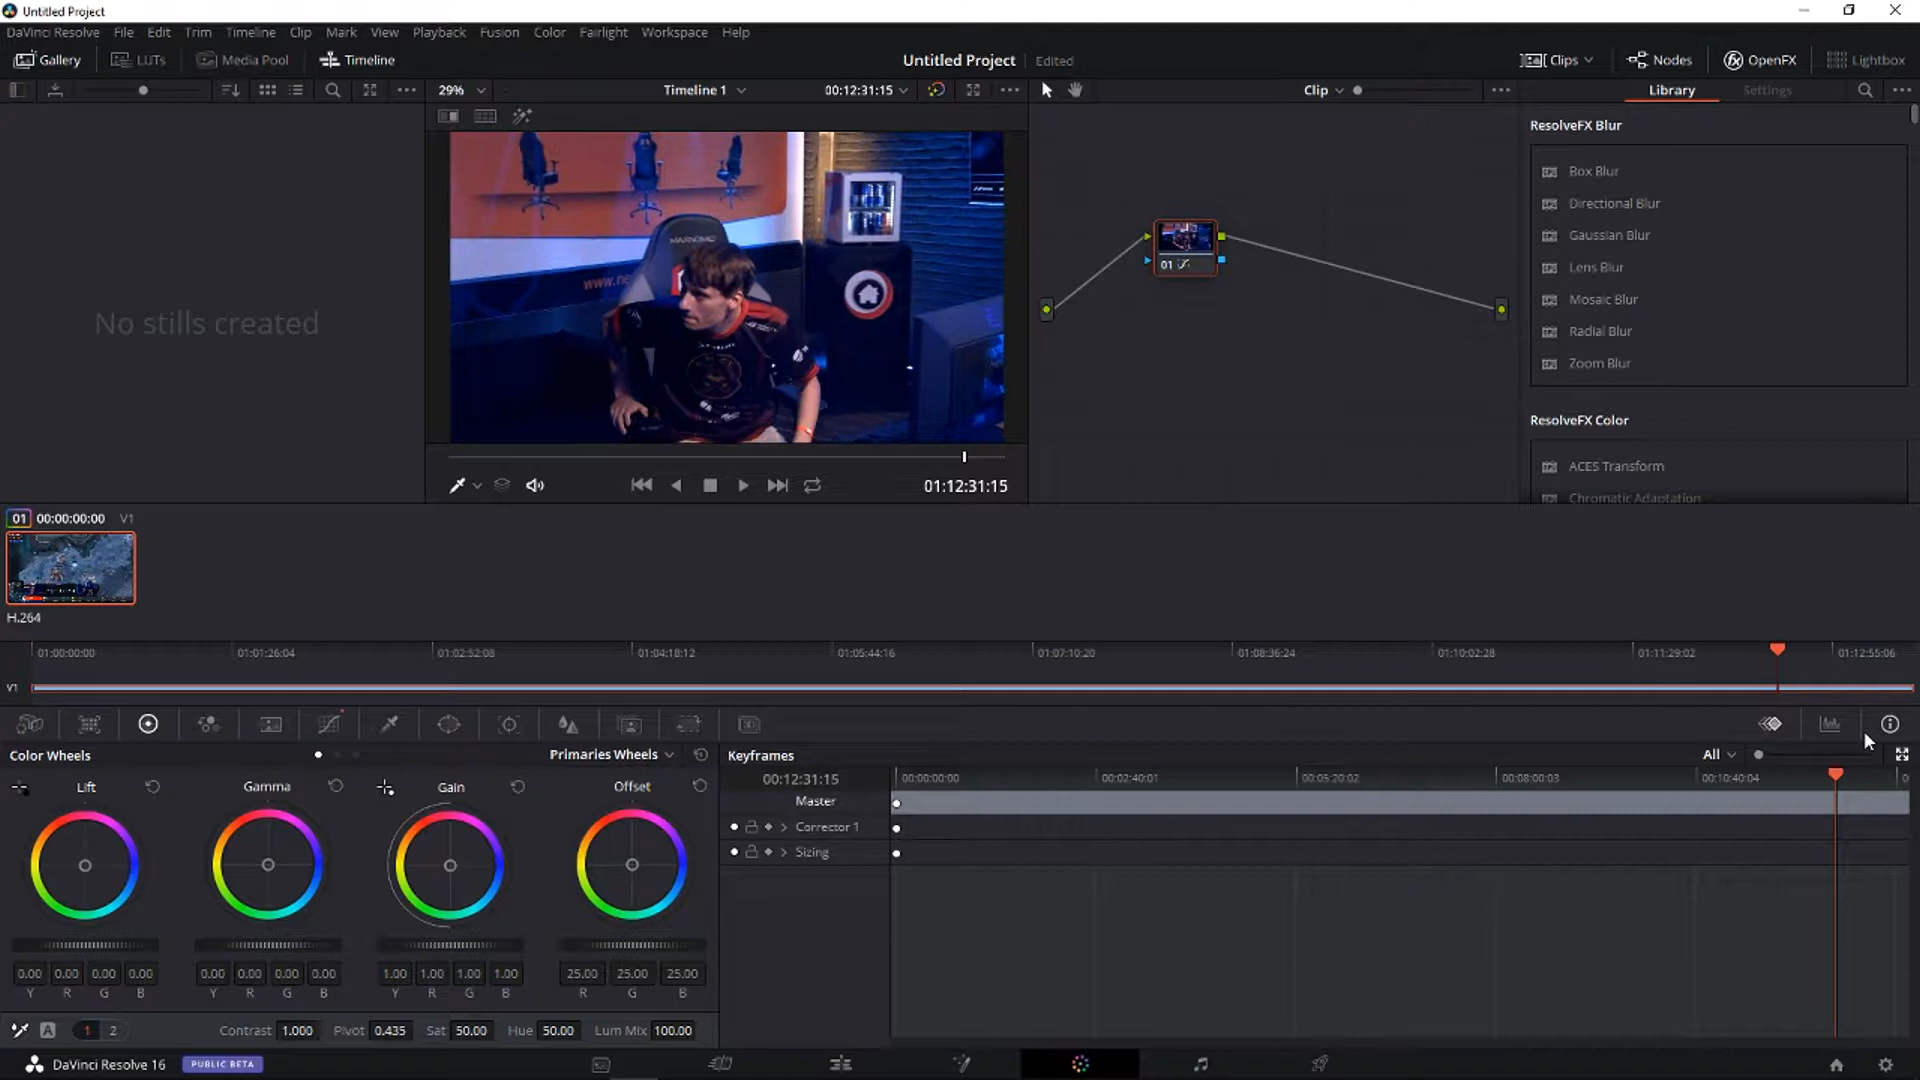 Untitled Project
DaVinci Resolve File Edit Trim Timeline Clip Mark View Playback Fusion Color Fairlight Workspace Help
Gallery LUTs Media Pool Timeline Untitled Project Edited Clips Nodes OpenFX Lightbox
29% Timeline 1 00:12:31:15 Clip Library Settings
ResolveFX Blur
Box Blur
Directional Blur
Gaussian Blur
Lens Blur
Mosaic Blur
Radial Blur
Zoom Blur
ResolveFX Color
ACES Transform
Chromatic Adaptation
No stills created
MARNOMO
www.ne
01
01:12:31:15
01 00:00:00:00 V1
H.264
01:00:00:00 01:01:26:04 01:02:52:08 01:04:18:12 01:05:44:16 01:07:10:20 01:08:36:24 01:10:02:28 01:11:29:02 01:12:55:06
V1
Color Wheels Primaries Wheels Keyframes All
Lift Gamma Gain Offset
00:12:31:15 00:00:00:00 00:02:40:01 00:05:20:02 00:08:00:03 00:10:40:04
Master
Corrector 1
Sizing
0.00 0.00 0.00 0.00 0.00 0.00 0.00 0.00 1.00 1.00 1.00 1.00 25.00 25.00 25.00
Y R G B Y R G B Y R G B R G B
A 1 2 Contrast 1.000 Pivot 0.435 Sat 50.00 Hue 50.00 Lum Mix 100.00
DaVinci Resolve 16 PUBLIC BETA